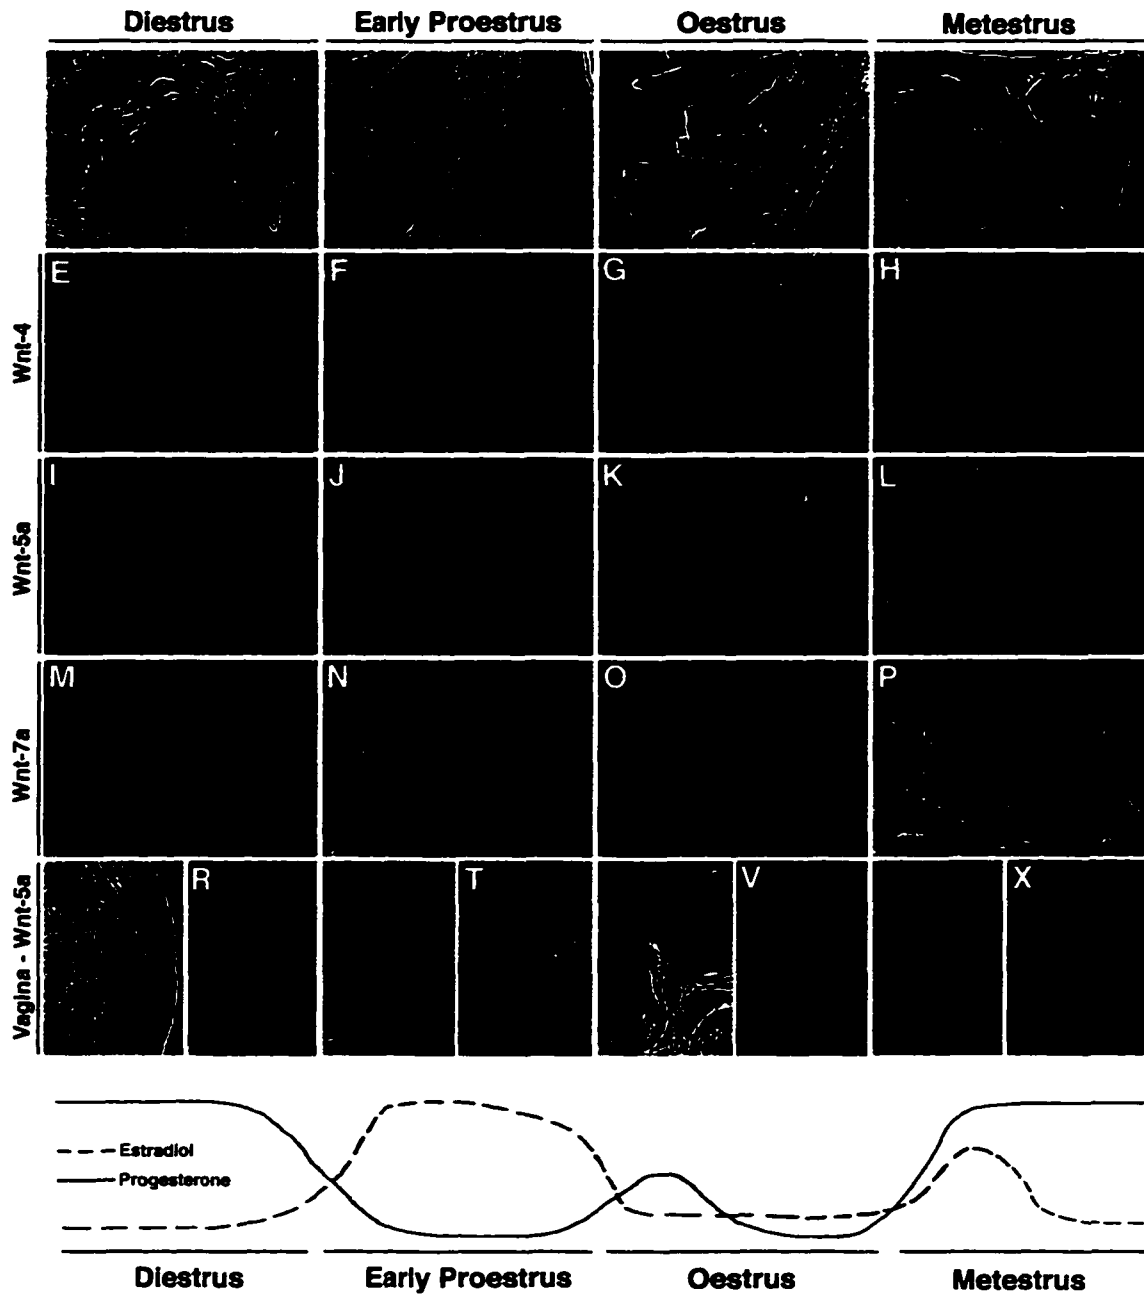 Diestrus Early Proestrus Oestrus Metestrus
Wnt-4
E F G H
Wnt-5a
I J K L
Wnt-7a
M N O P
Vagina - Wnt-5a
R T V X
Estradiol
Progesterone
Diestrus Early Proestrus Oestrus Metestrus